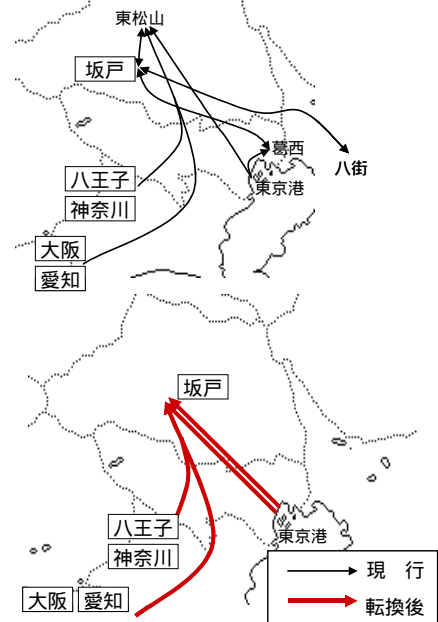 東松山
坂戸
葛西
八街
八王子
東京港
神奈川
大阪
愛知
坂戸
八王子
東京港
神奈川
大阪 愛知
現　行
転換後